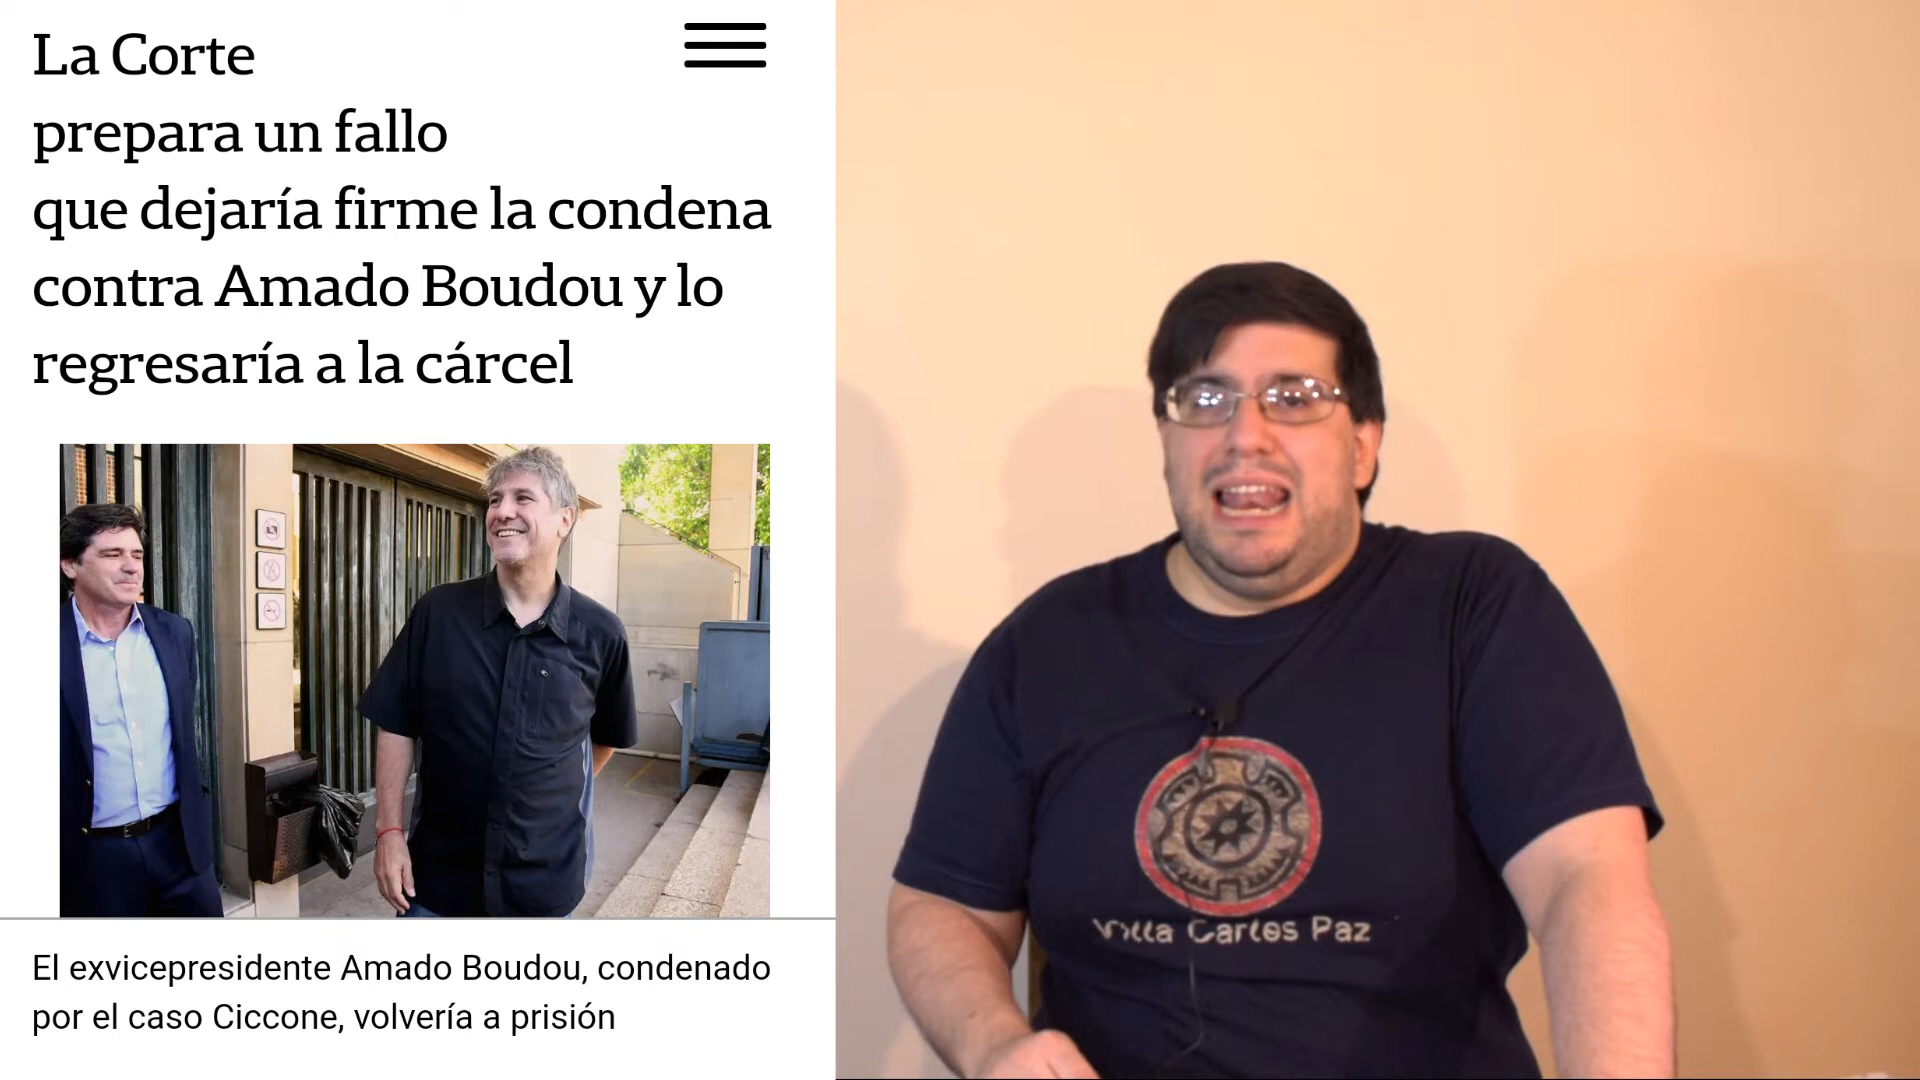 La Corte
prepara un fallo
que dejaría firme la condena
contra Amado Boudou y lo
regresaría a la cárcel
El exvicepresidente Amado Boudou, condenado
por el caso Ciccone, volvería a prisión
Villa Carlos Paz